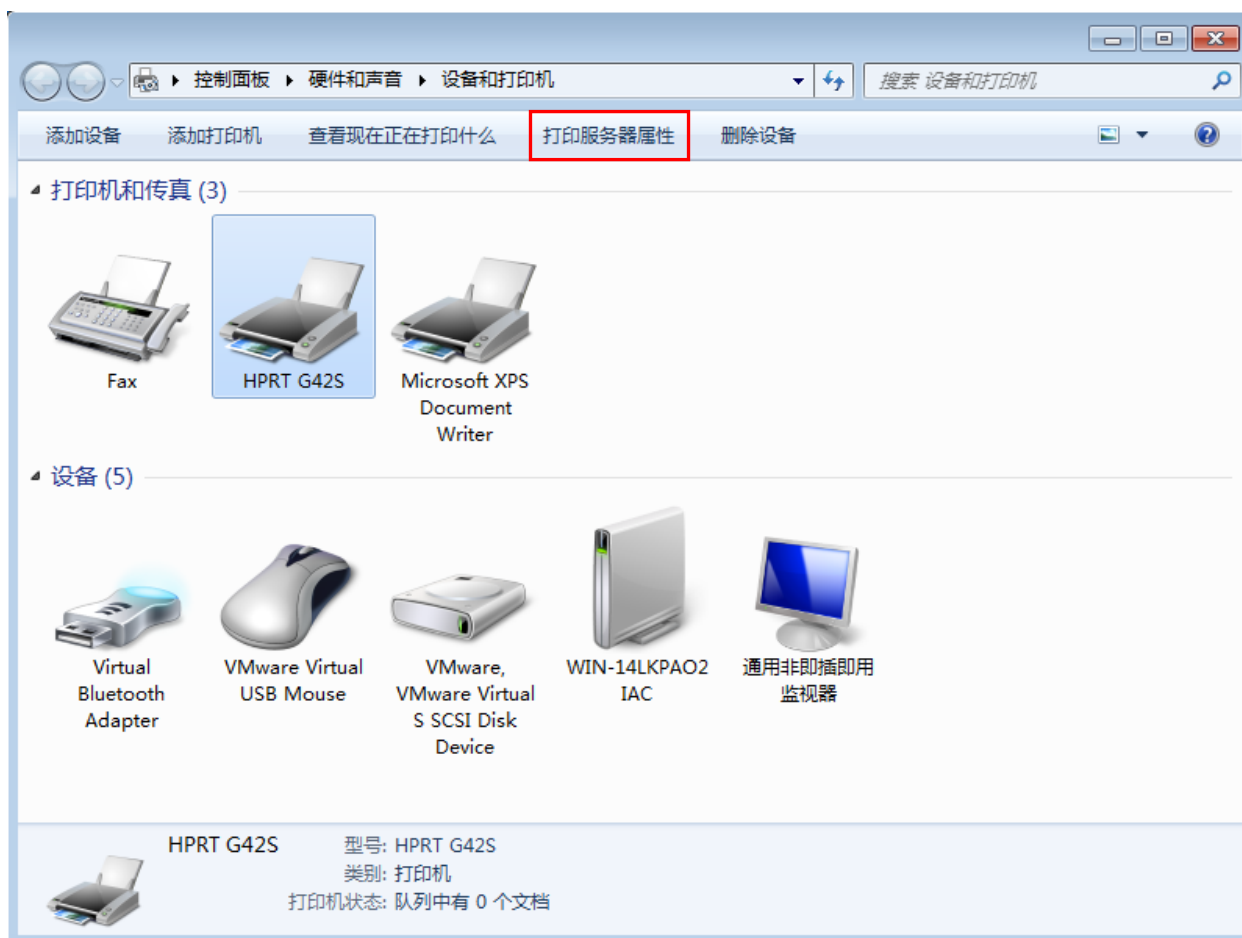 控制面板 ▸ 硬件和声音 ▸ 设备和打印机
搜索 设备和打印机
添加设备 添加打印机 查看现在正在打印什么 打印服务器属性 删除设备
打印机和传真 (3)
Fax
HPRT G42S
Microsoft XPS
Document
Writer
设备 (5)
Virtual
Bluetooth
Adapter
VMware Virtual
USB Mouse
VMware,
VMware Virtual
S SCSI Disk
Device
WIN-14LKPAO2
IAC
通用非即插即用
监视器
HPRT G42S 型号: HPRT G42S
类别: 打印机
打印机状态: 队列中有 0 个文档